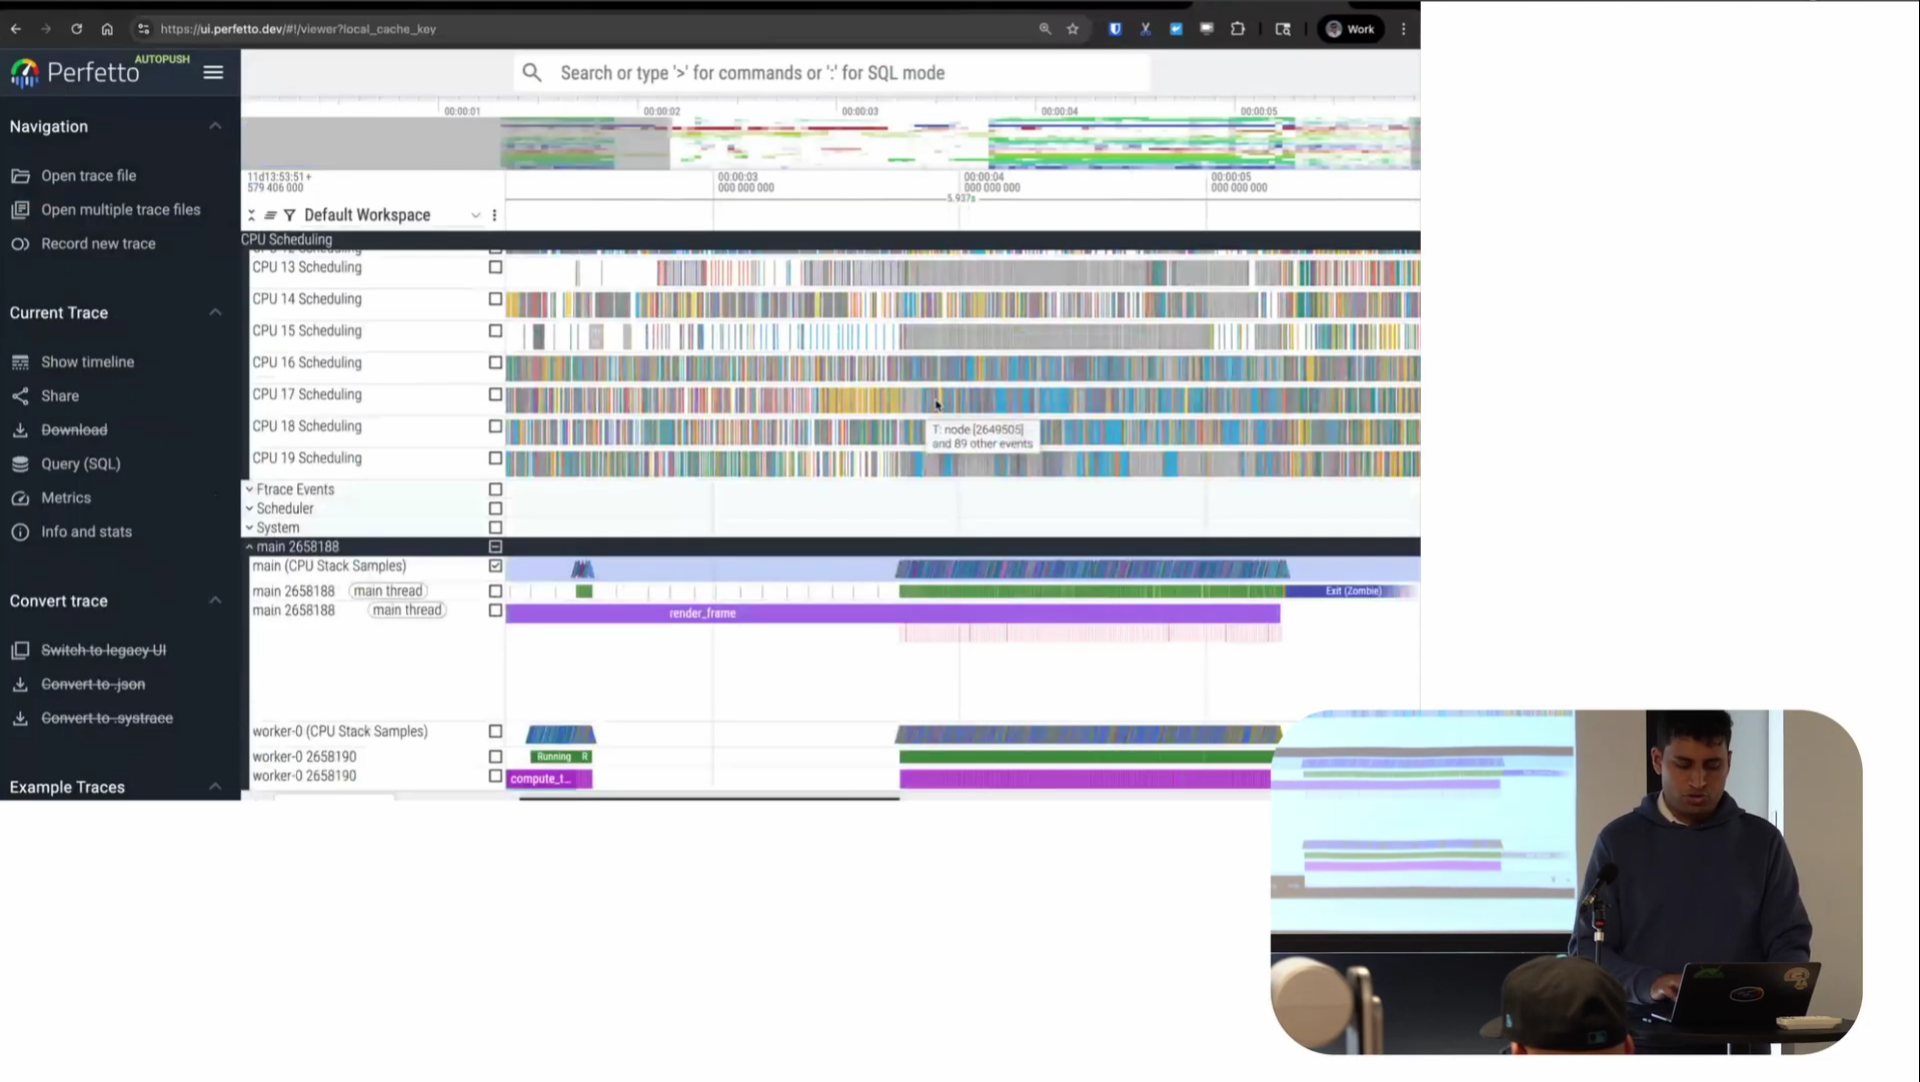 https://ui.perfetto.dev/#!/viewer?local_cache_key
Work
Perfetto
AUTOPUSH
Search or type '>' for commands or ':' for SQL mode
Navigation
Open trace file
Open multiple trace files
Record new trace
Current Trace
Show timeline
Share
Download
Query (SQL)
Metrics
Info and stats
Convert trace
Switch to legacy UI
Convert to .json
Convert to .systrace
Example Traces
00:00:01
00:00:02
00:00:03
00:00:04
00:00:05
11d13:53:51+
579 406 000
00:00:03
000 000 000
00:00:04
000 000 000
00:00:05
000 000 000
5.937s
Default Workspace
CPU Scheduling
CPU 12 Scheduling
CPU 13 Scheduling
CPU 14 Scheduling
CPU 15 Scheduling
CPU 16 Scheduling
CPU 17 Scheduling
CPU 18 Scheduling
CPU 19 Scheduling
T: node [2649505]
and 89 other events
Ftrace Events
Scheduler
System
main 2658188
main (CPU Stack Samples)
main 2658188 main thread
Exit (Zombie)
main 2658188 main thread
render_frame
worker-0 (CPU Stack Samples)
worker-0 2658190
Running R
worker-0 2658190
compute_t...